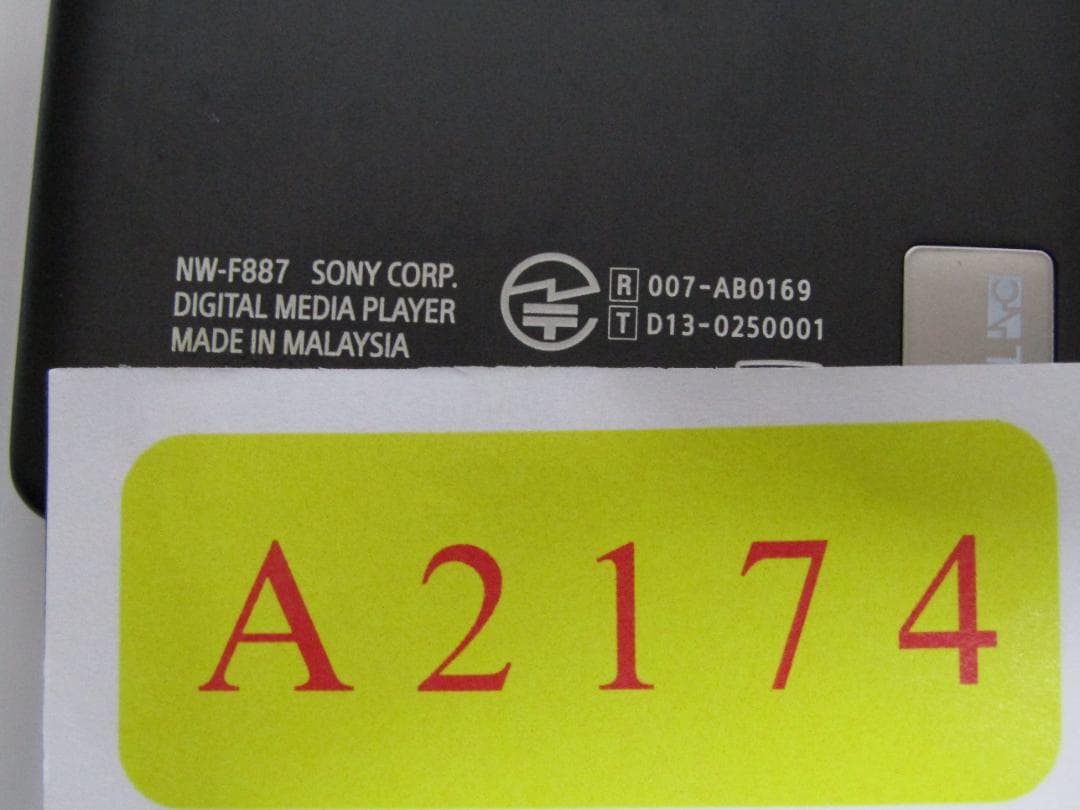 NW-F887 SONY CORP.
DIGITAL MEDIA PLAYER
MADE IN MALAYSIA
R 007-AB0169
T D13-0250001
A2174